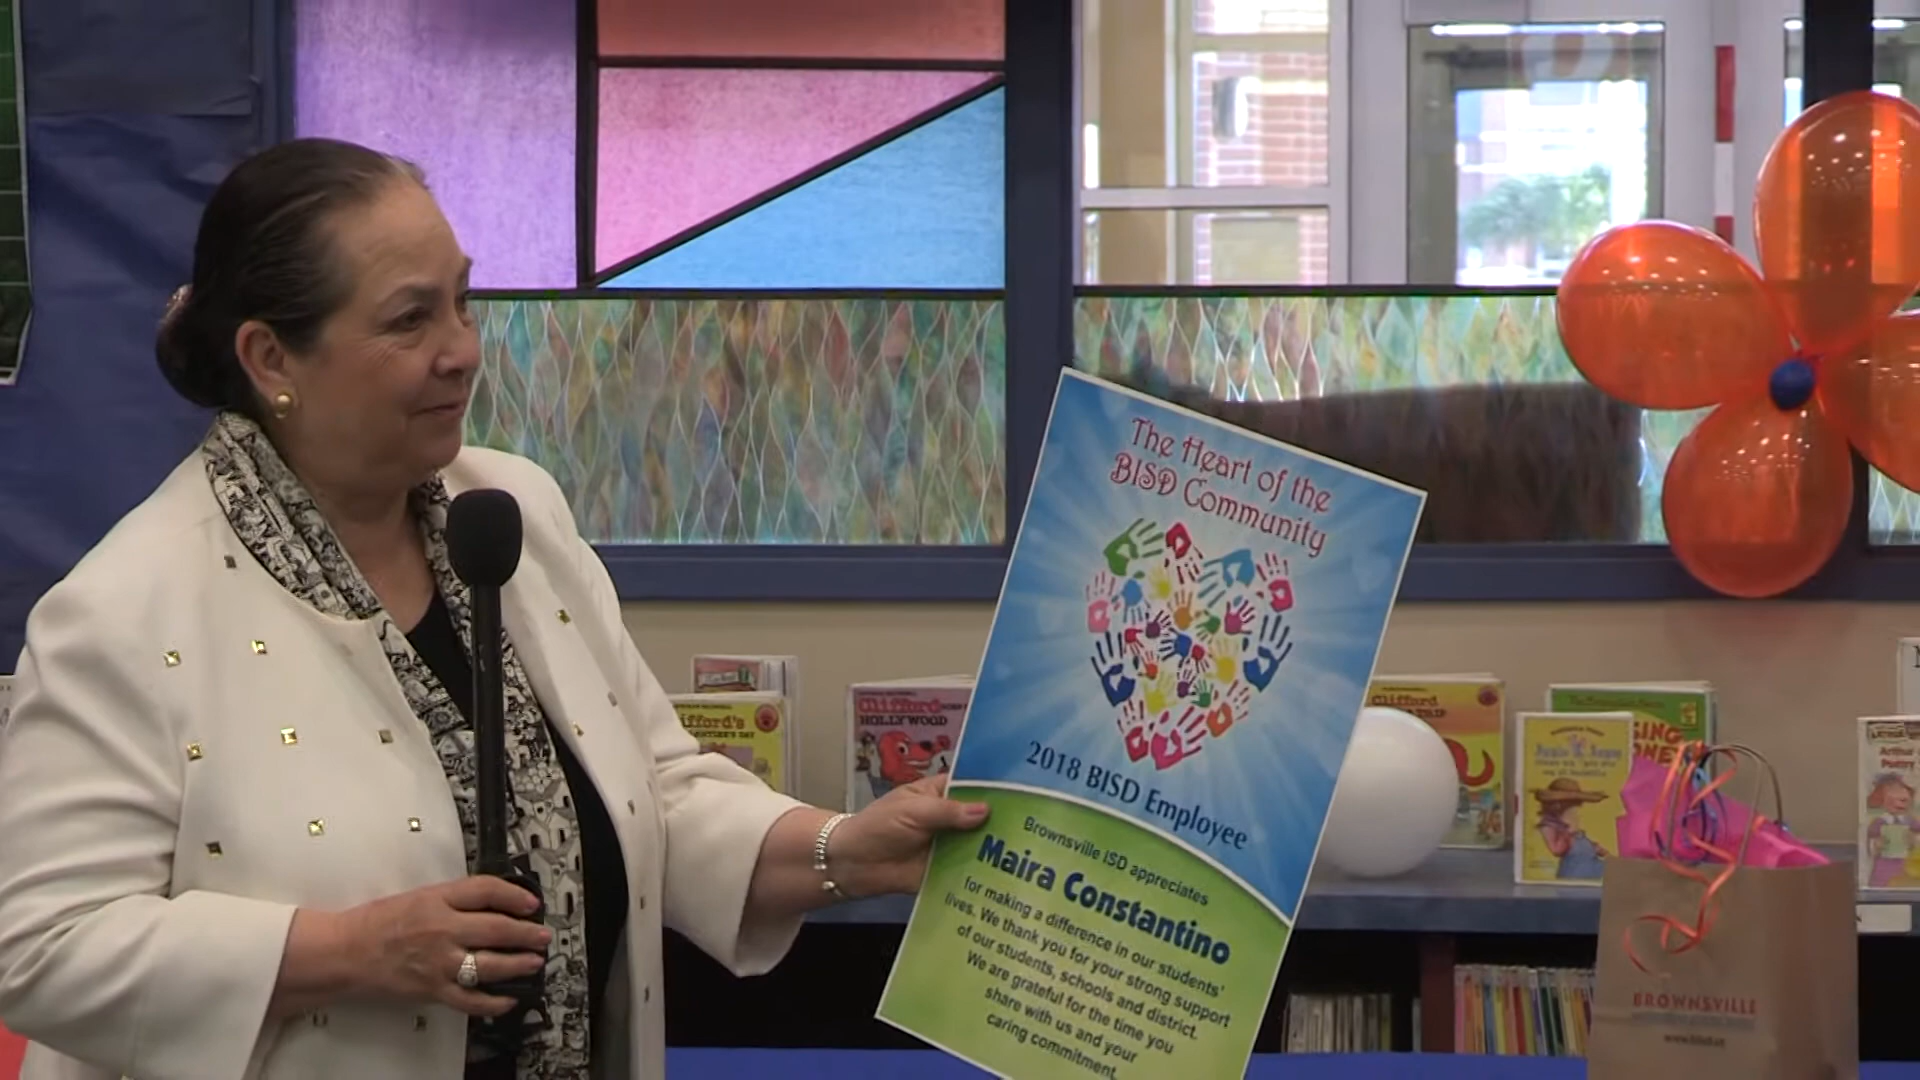 The Heart of the
BISD Community
2018 BISD Employee
Brownsville ISD appreciates
Maira Constantino
for making a difference in our students'
lives. We thank you for your strong support
of our students, schools and district.
We are grateful for the time you
share with us and your
caring commitment.
Clifford
HOLLYWOOD
Clifford
Junie
Arthur
BROWNSVILLE